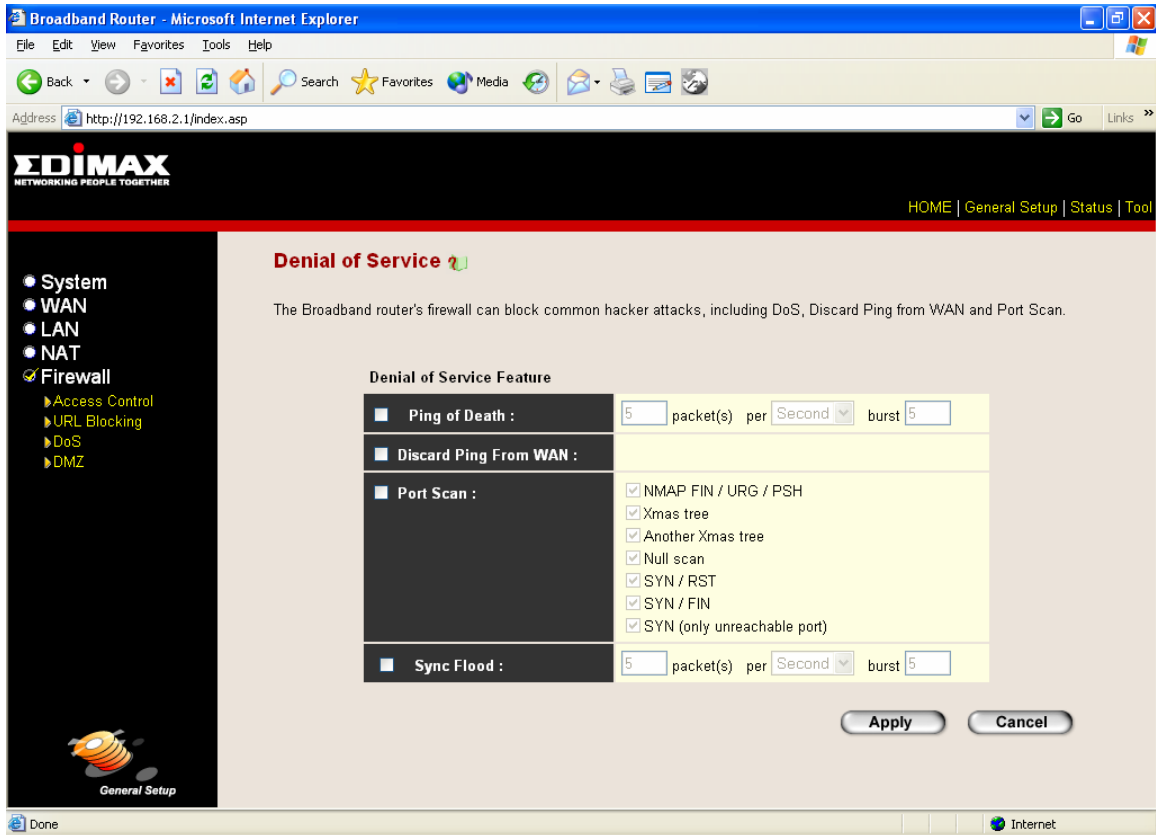 Broadband Router - Microsoft Internet Explorer
File Edit View Favorites Tools Help
Back Search Favorites Media
Address http://192.168.2.1/index.asp Go Links »
EDIMAX
NETWORKING PEOPLE TOGETHER
HOME | General Setup | Status | Tool
System
WAN
LAN
NAT
Firewall
Access Control
URL Blocking
DoS
DMZ
General Setup
Denial of Service
The Broadband router's firewall can block common hacker attacks, including DoS, Discard Ping from WAN and Port Scan.
Denial of Service Feature
Ping of Death : 5 packet(s) per Second burst 5
Discard Ping From WAN :
Port Scan : NMAP FIN / URG / PSH
Xmas tree
Another Xmas tree
Null scan
SYN / RST
SYN / FIN
SYN (only unreachable port)
Sync Flood : 5 packet(s) per Second burst 5
Apply Cancel
Done Internet